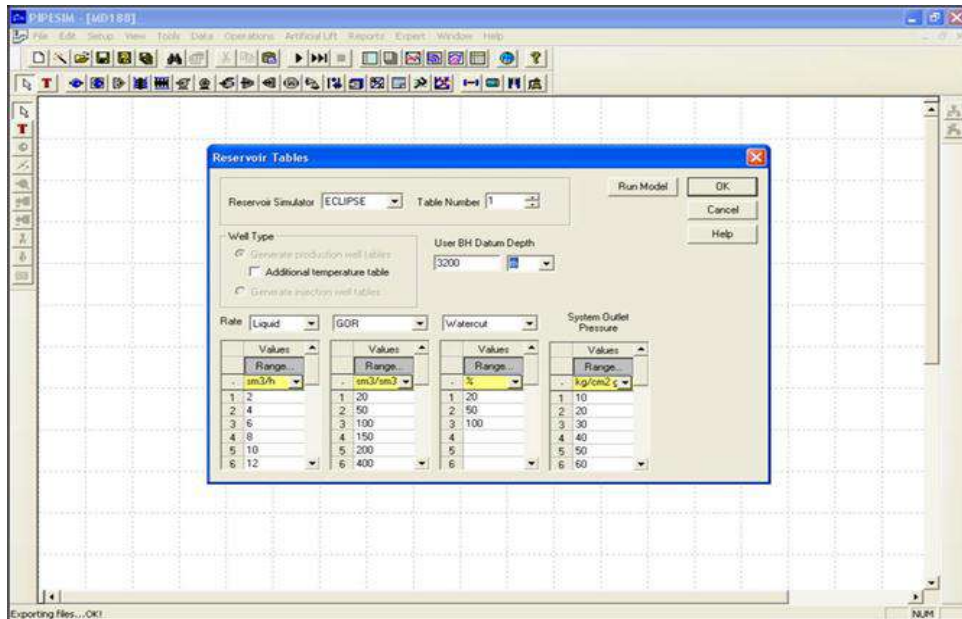 PIPESIM - [MD188]
File Edit Setup View Tools Data Operations Artificial Lift Reports Expert Window Help
Reservoir Tables
Reservoir Simulator ECLIPSE Table Number 1
Run Model OK
Cancel
Help
Well Type
Generate production well tables
Additional temperature table
Generate injection well tables
User BH Datum Depth
3200
Rate Liquid GOR Watercut System Outlet Pressure
Values Values Values Values
Range... Range... Range... Range...
sm3/h sm3/sm3 % kg/cm2 g
1 2 1 20 1 20 1 10
2 4 2 50 2 50 2 20
3 6 3 100 3 100 3 30
4 8 4 150 4 4 40
5 10 5 200 5 5 50
6 12 6 400 6 6 60
Exporting files...OK!
NUM